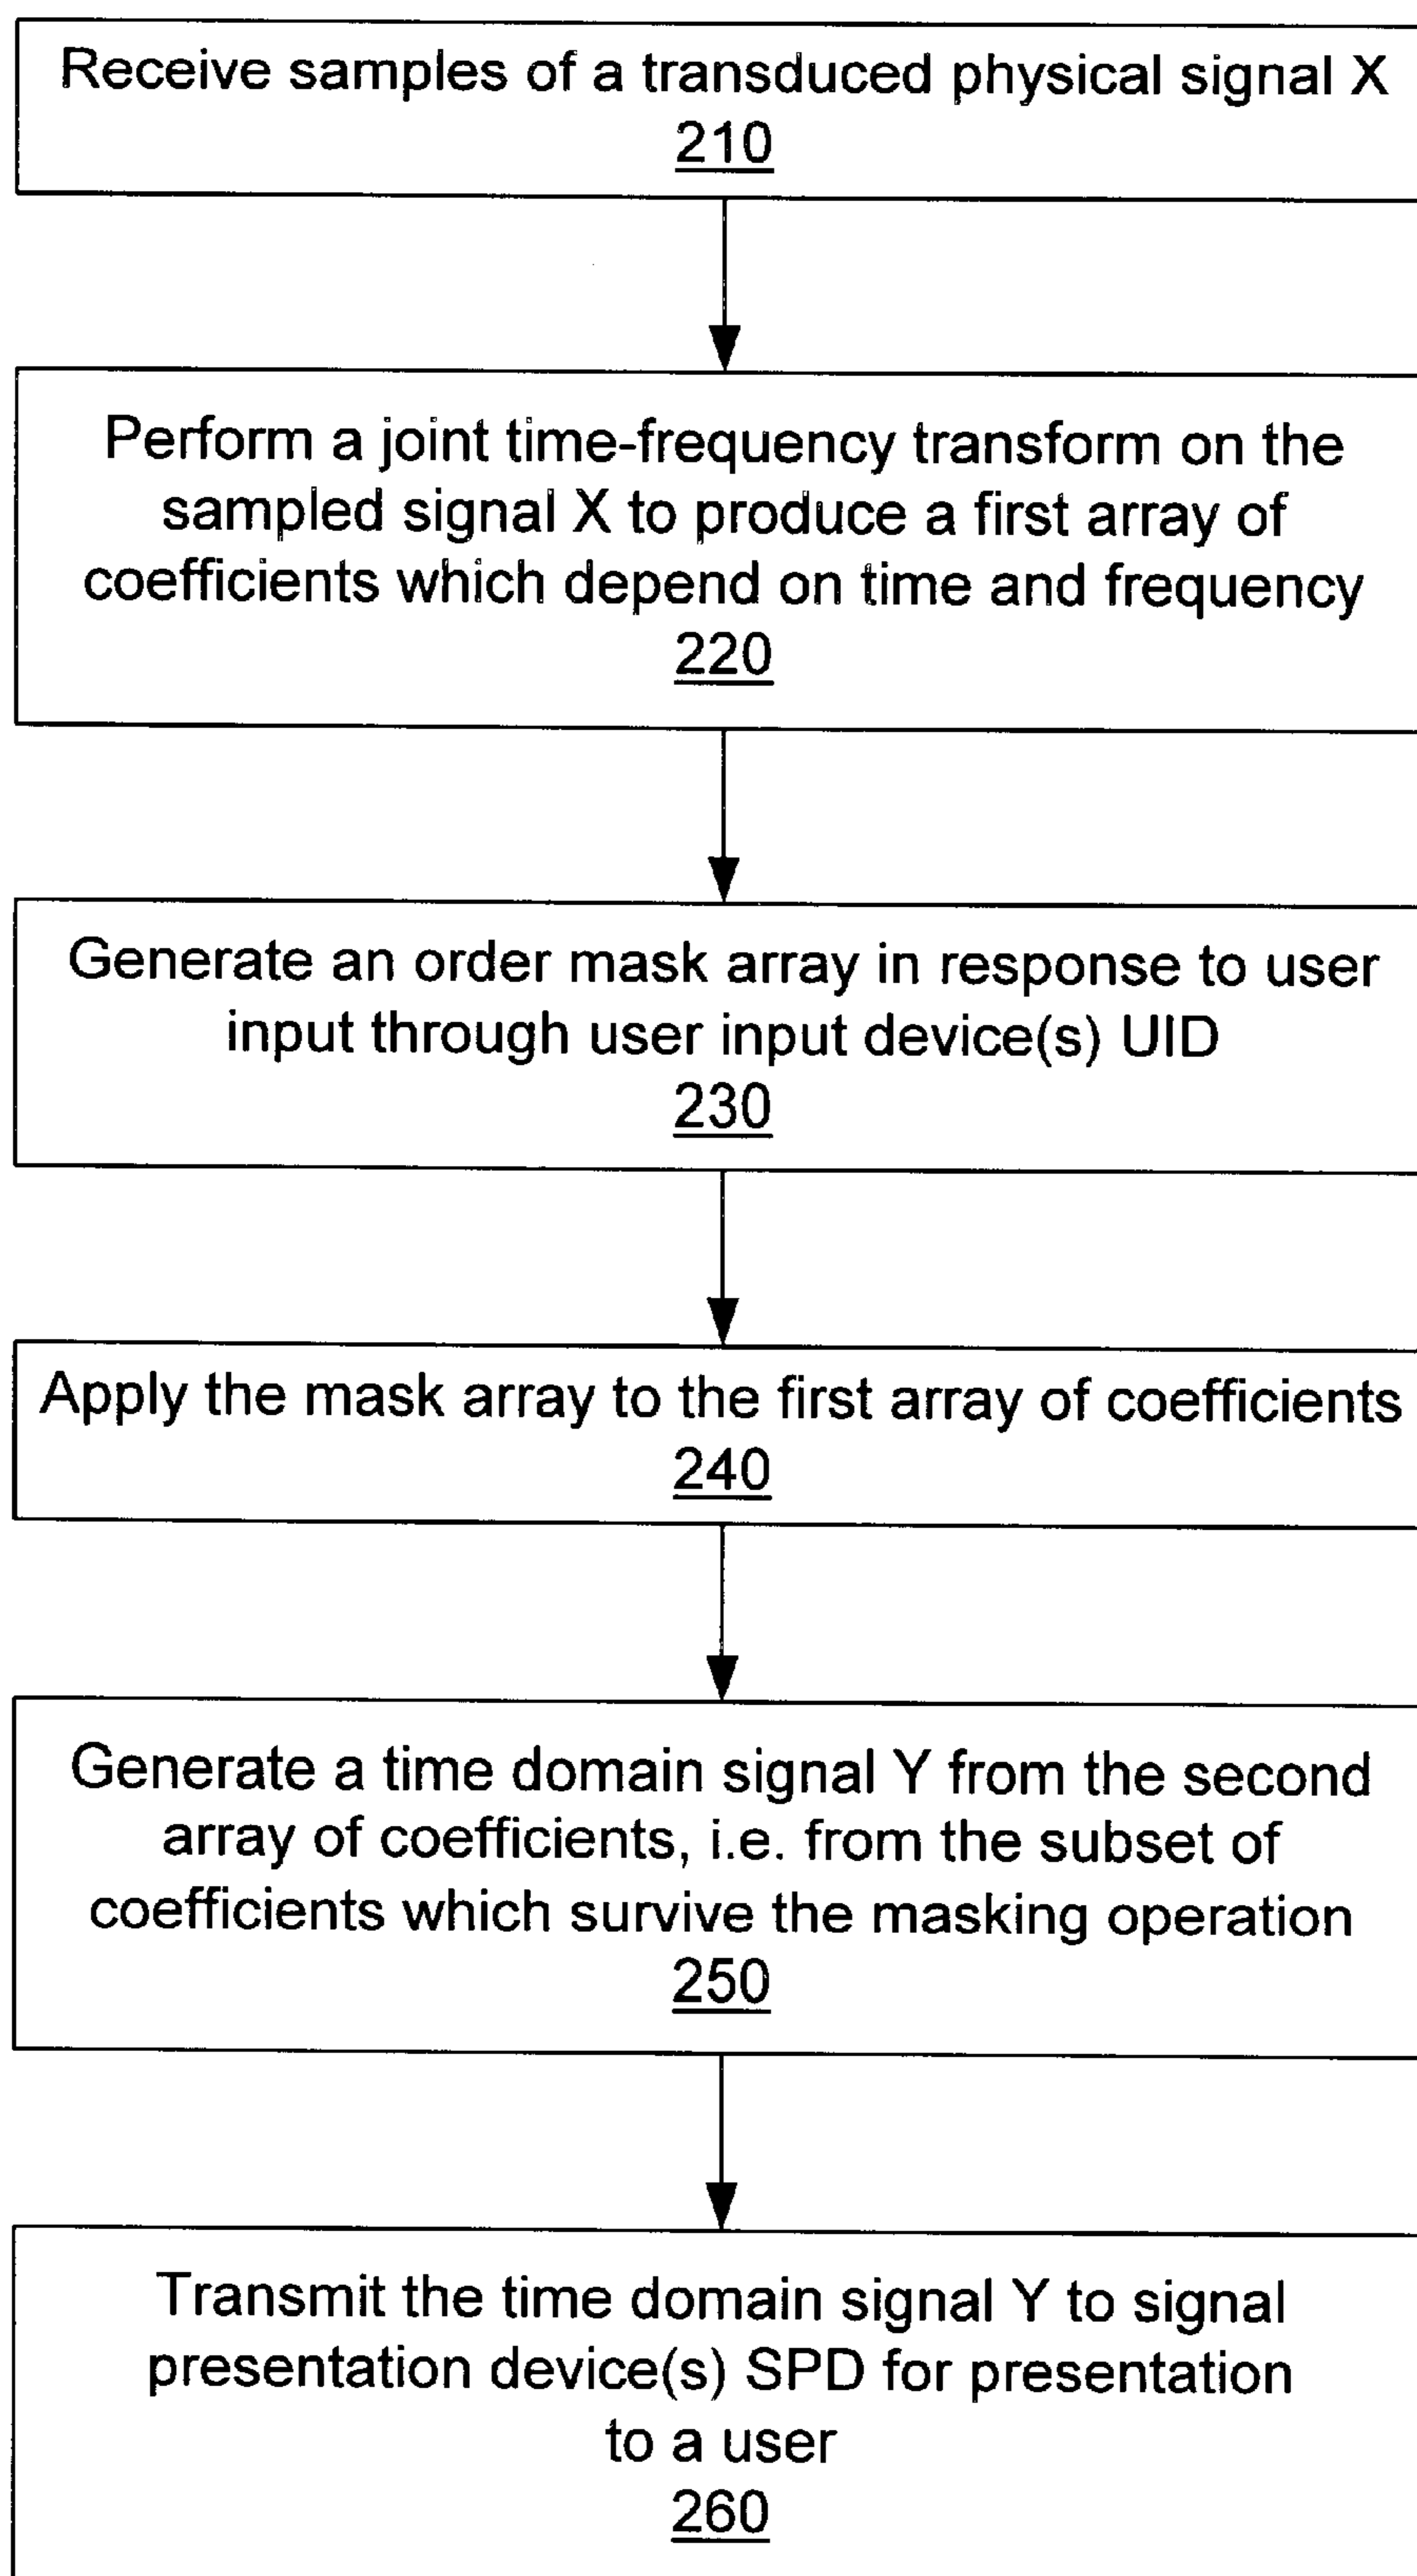 Receive samples of a transduced physical signal X
210
Perform a joint time-frequency transform on the
sampled signal X to produce a first array of
coefficients which depend on time and frequency
220
Generate an order mask array in response to user
input through user input device(s) UID
230
Apply the mask array to the first array of coefficients
240
Generate a time domain signal Y from the second
array of coefficients, i.e. from the subset of
coefficients which survive the masking operation
250
Transmit the time domain signal Y to signal
presentation device(s) SPD for presentation
to a user
260